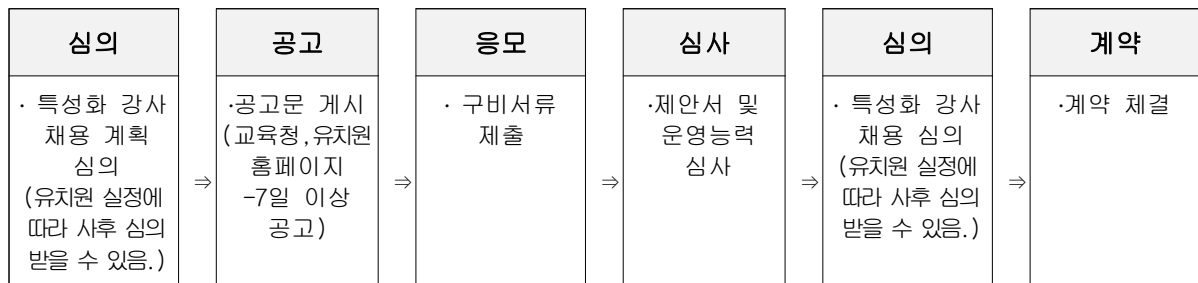 심의
· 특성화 강사
채용 계획
심의
(유치원 실정에
따라 사후 심의
받을 수 있음.)
⇒
공고
·공고문 게시
(교육청,유치원
홈페이지
-7일 이상
공고)
⇒
응모
· 구비서류
제출
⇒
심사
·제안서 및
운영능력
심사
⇒
심의
· 특성화 강사
채용 심의
(유치원 실정에
따라 사후 심의
받을 수 있음.)
⇒
계약
·계약 체결